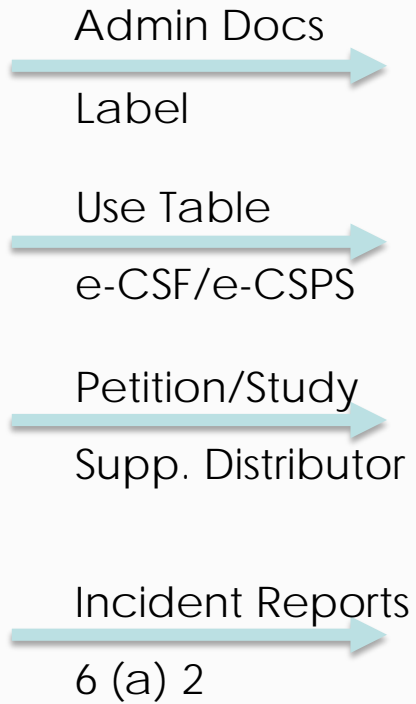 Admin Docs
Label
Use Table
e-CSF/e-CSPS
Petition/Study
Supp. Distributor
Incident Reports
6 (a) 2